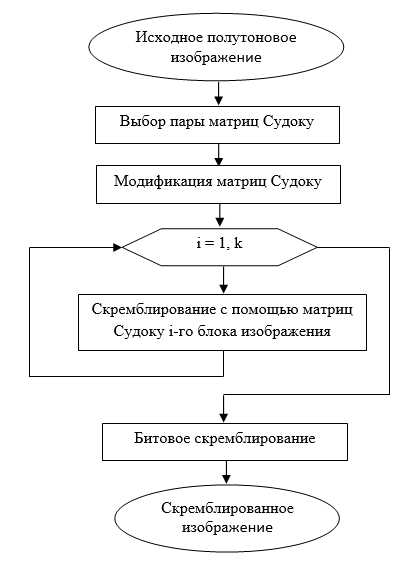 Исходное полутоновое
изображение
Выбор пары матриц Судоку
Модификация матриц Судоку
i = 1, k
Скремблирование с помощью матриц
Судоку i-го блока изображения
Битовое скремблирование
Скремблированное
изображение